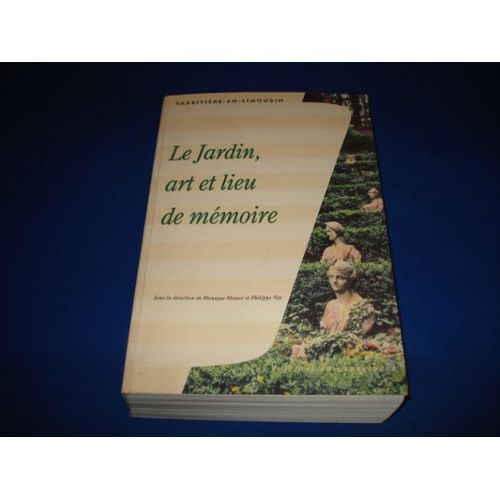 VASSIVIÈRE-EN-LIMOUSIN
Le Jardin,
art et lieu
de mémoire
Sous la direction de Monique Mosser et Philippe Nys